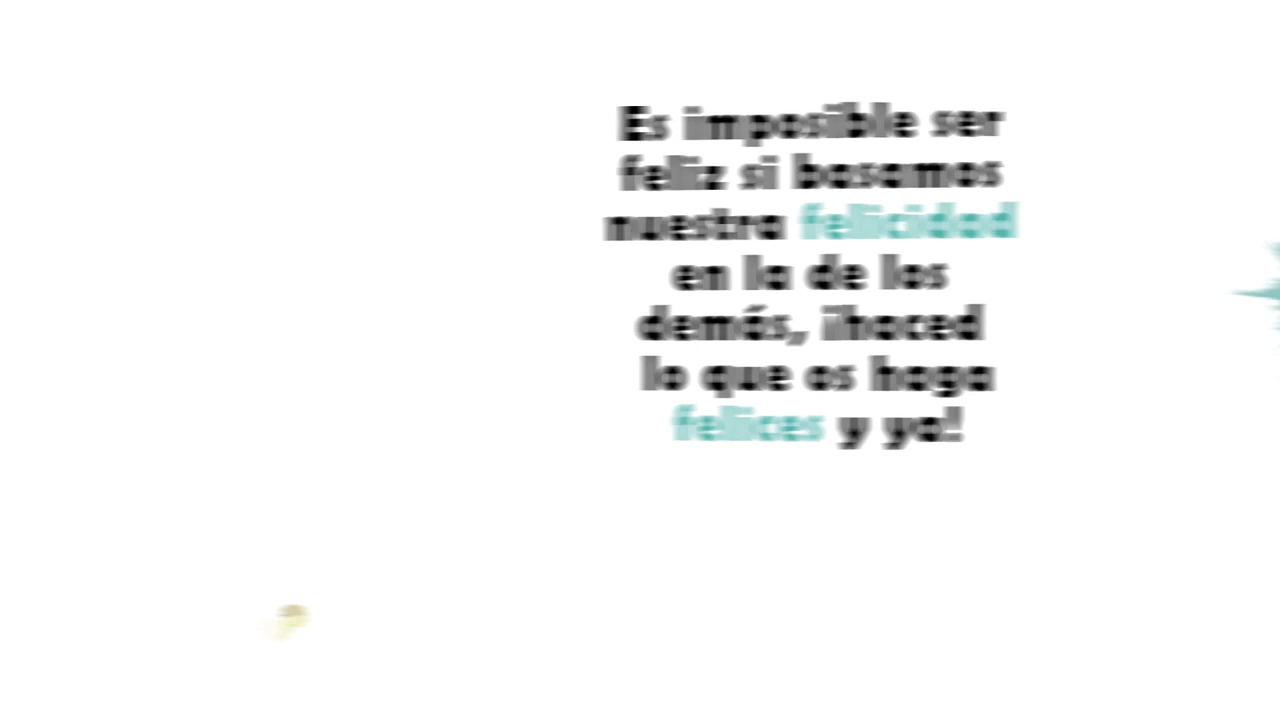 Es imposible ser
feliz si basamos
nuestra felicidad
en la de los
demás, ¡haced
lo que os haga
felices y ya!